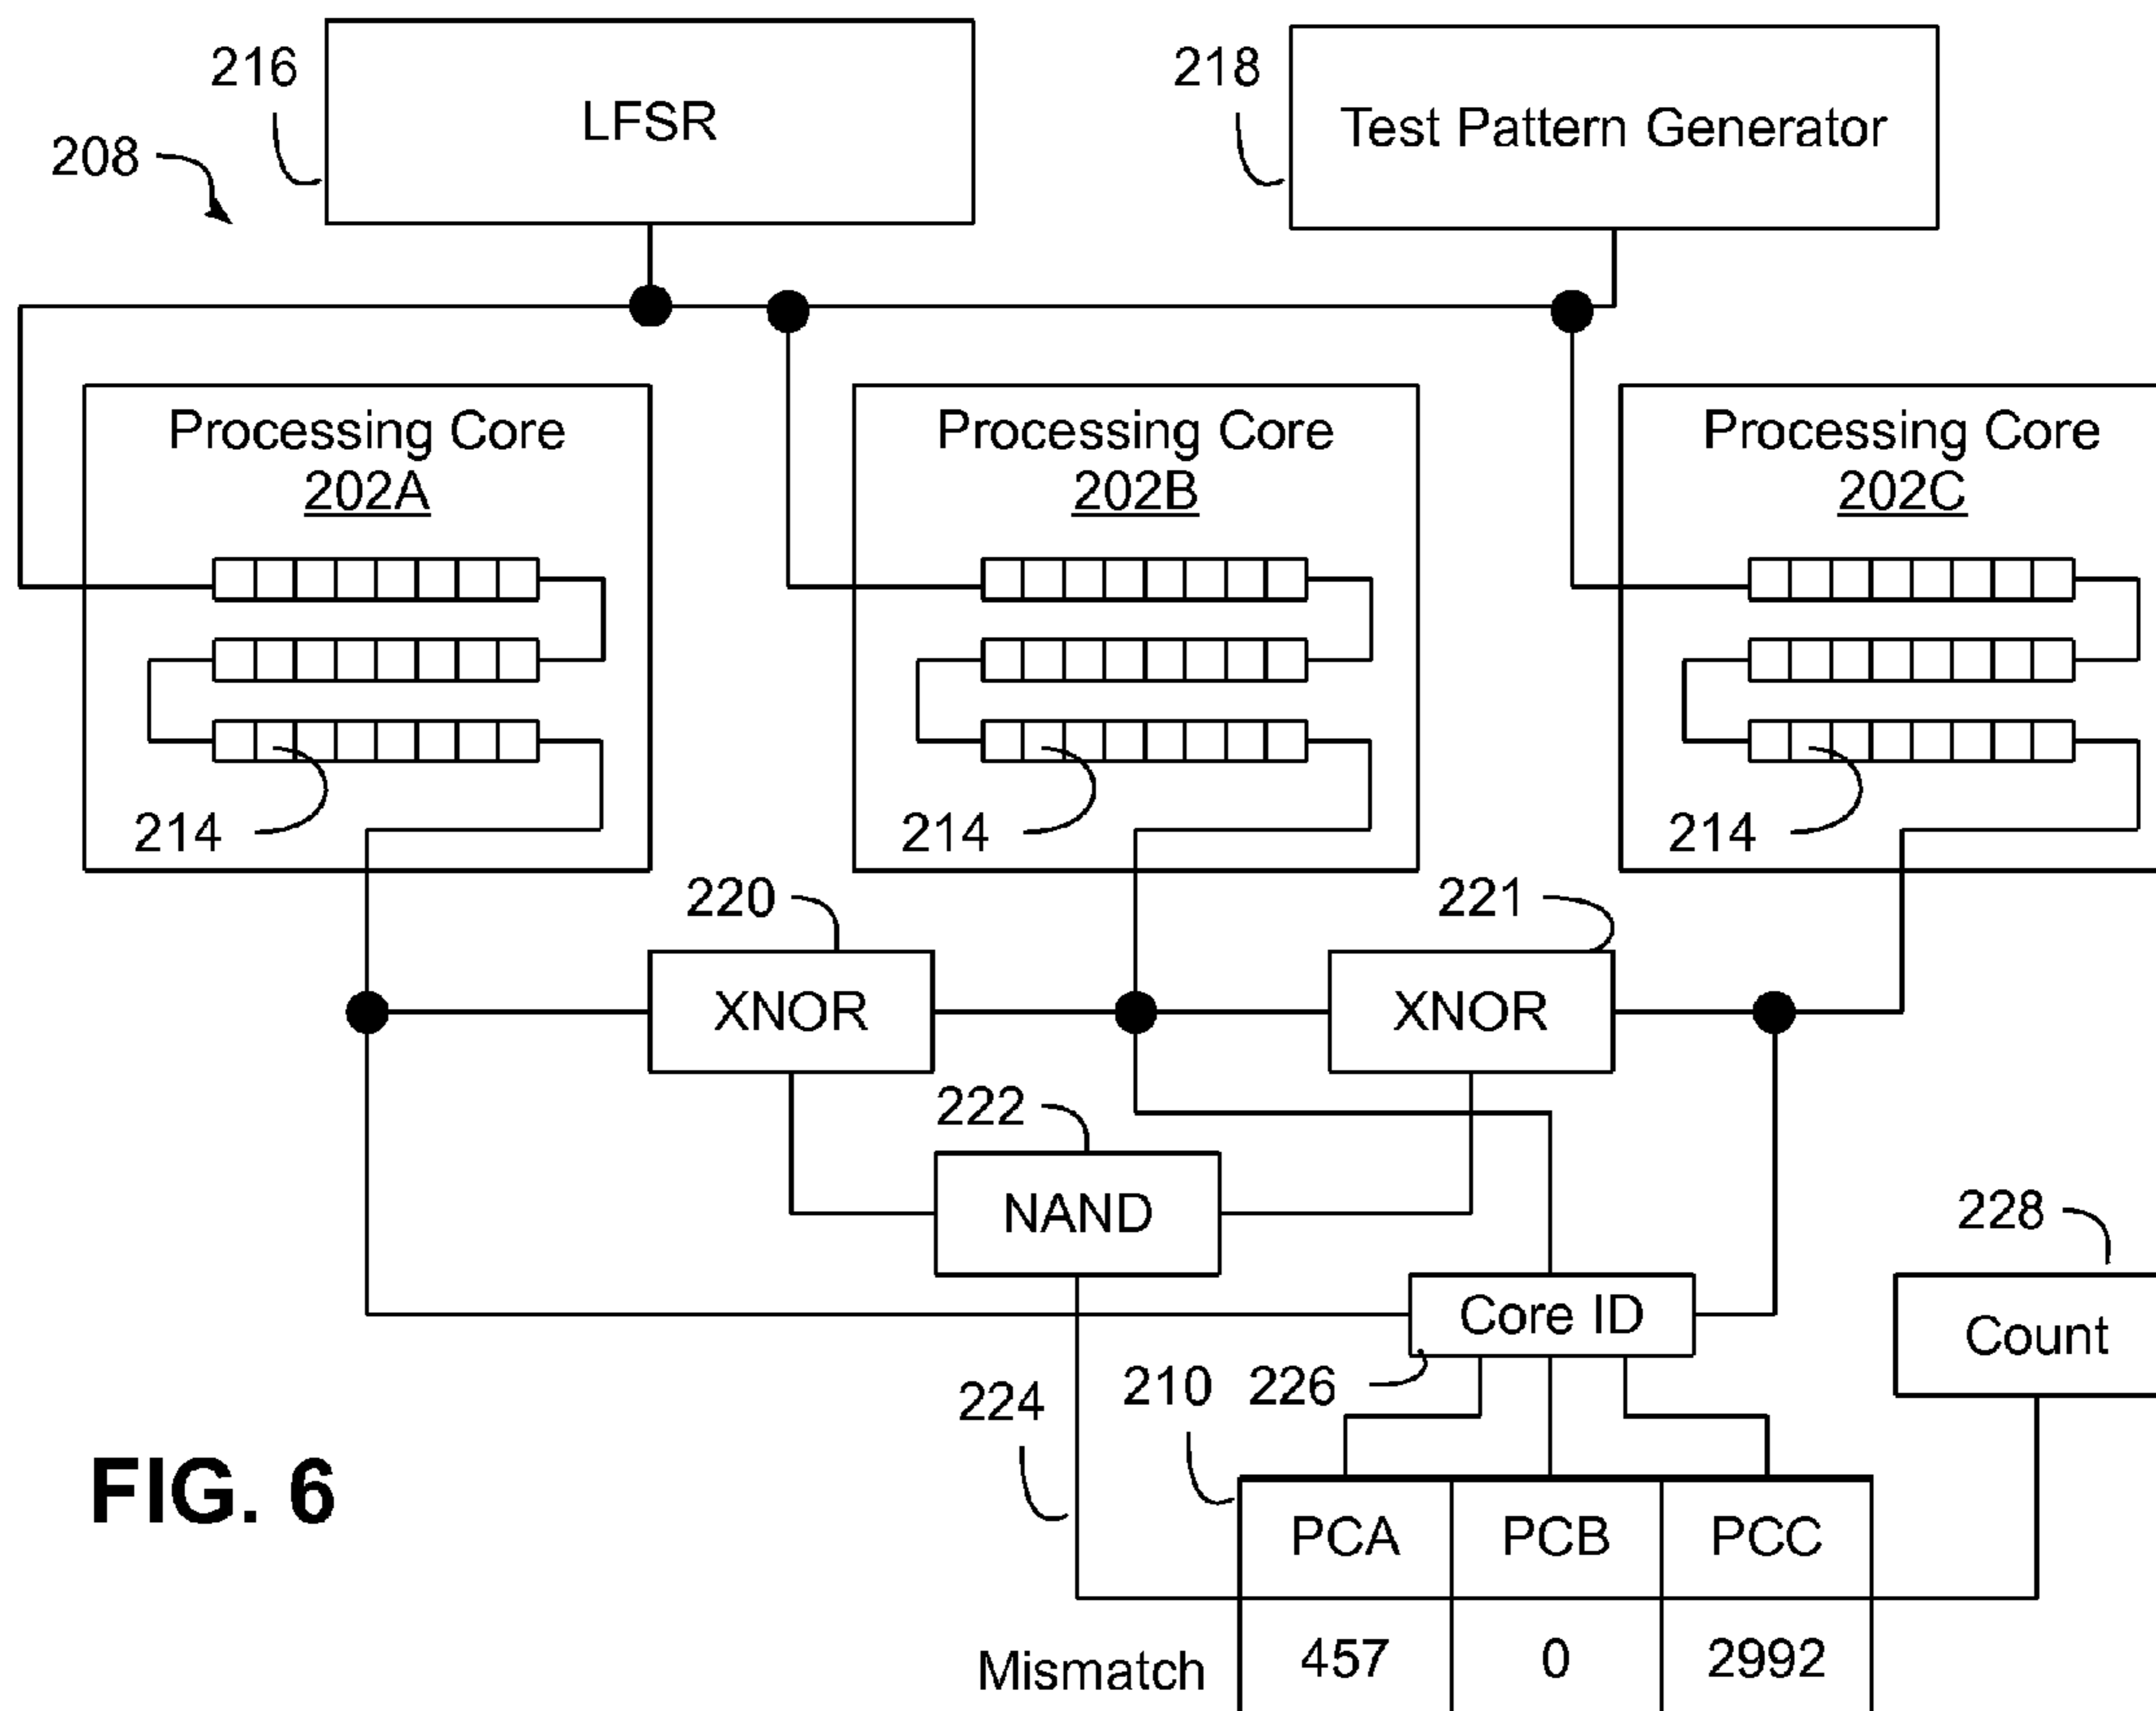 216
LFSR
218
Test Pattern Generator
208
Processing Core
202A
Processing Core
202B
Processing Core
202C
214
214
214
220
XNOR
221
XNOR
222
NAND
228
Count
Core ID
224
210
226
FIG. 6
PCA
PCB
PCC
Mismatch
457
0
2992